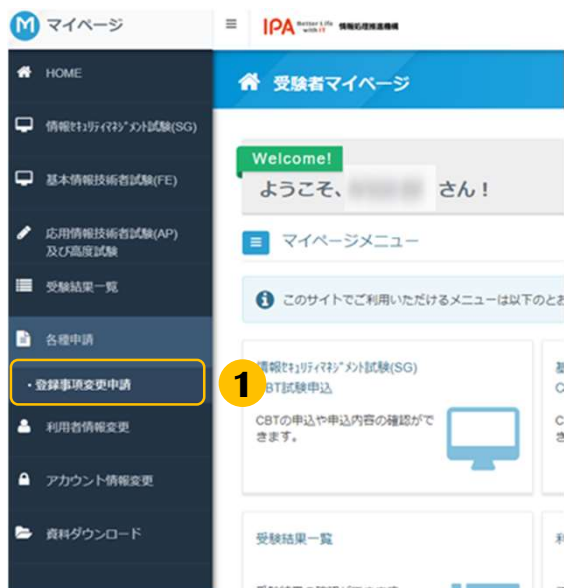 M マイページ
IPA Better Life with IT 情報処理推進機構
HOME
受験者マイページ
情報ｾｷｭﾘﾃｨﾏﾈｼﾞﾒﾝﾄ試験(SG)
Welcome!
基本情報技術者試験(FE)
ようこそ、 さん！
応用情報技術者試験(AP)
及び高度試験
マイページメニュー
受験結果一覧
このサイトでご利用いただけるメニューは以下のとお
各種申請
・登録事項変更申請
1
情報ｾｷｭﾘﾃｨﾏﾈｼﾞﾒﾝﾄ試験(SG)
BT試験申込
CBTの申込や申込内容の確認がで
きます。
利用者情報変更
アカウント情報変更
資料ダウンロード
受験結果一覧